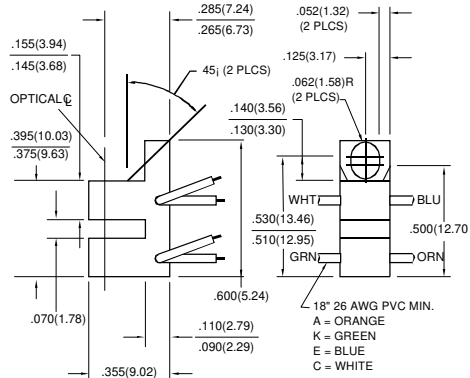 .285(7.24)
.265(6.73)
.052(1.32)
(2 PLCS)
.155(3.94)
.145(3.68)
45¡ (2 PLCS)
.125(3.17)
.062(1.58)R
(2 PLCS)
OPTICAL ℄
.140(3.56)
.130(3.30)
.395(10.03)
.375(9.63)
WHT
BLU
.530(13.46)
.510(12.95)
.500(12.70
GRN
ORN
.600(5.24)
.070(1.78)
.110(2.79)
.090(2.29)
18" 26 AWG PVC MIN.
A = ORANGE
K = GREEN
E = BLUE
C = WHITE
.355(9.02)